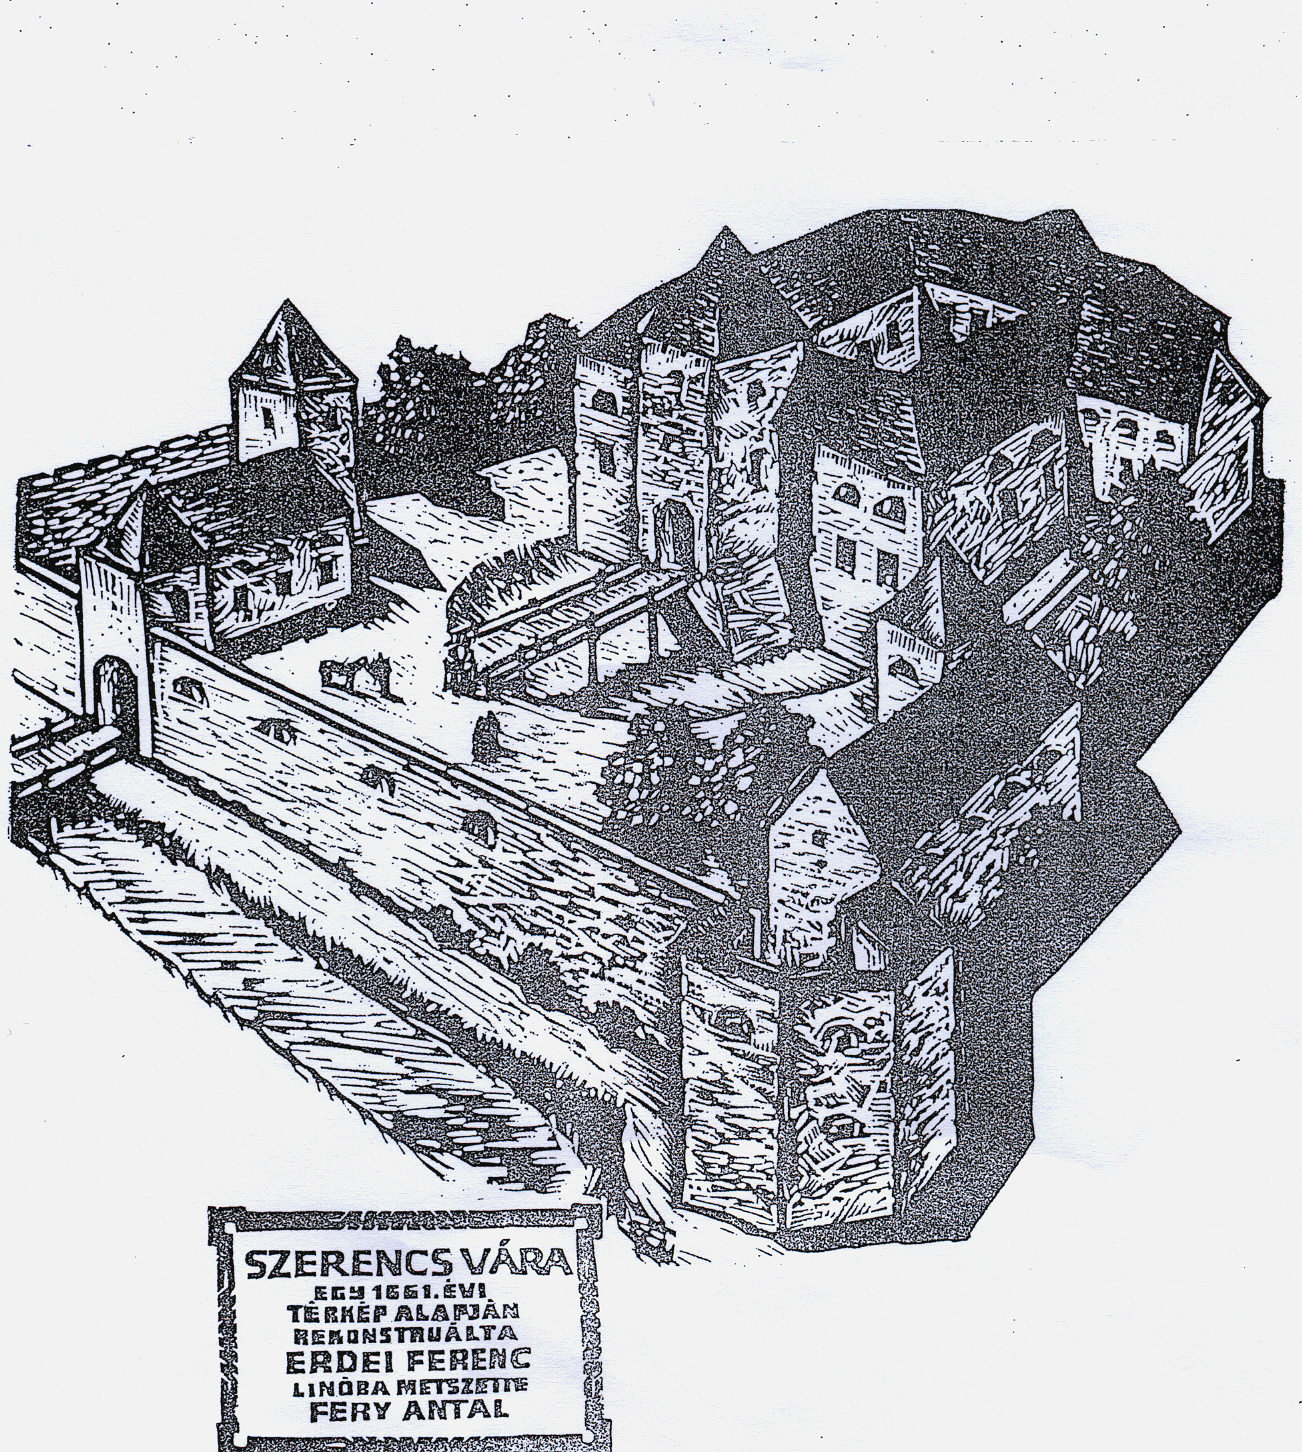 SZERENCS VÁRA
EGY 1661. ÉVI
TÉRKÉP ALAPJÁN
REKONSTRUÁLTA
ERDEI FERENC
LINÓBA METSZETTE
FERY ANTAL